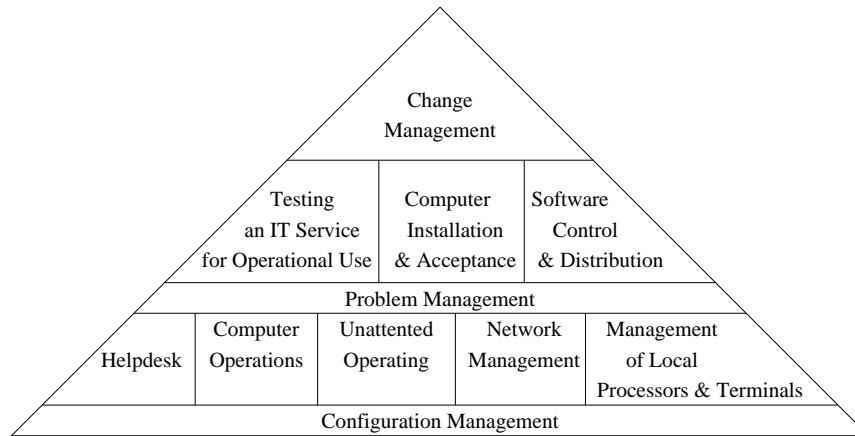 Change
Management
Testing
an IT Service
for Operational Use
Computer
Installation
& Acceptance
Software
Control
& Distribution
Problem Management
Helpdesk
Computer
Operations
Unattented
Operating
Network
Management
Management
of Local
Processors & Terminals
Configuration Management